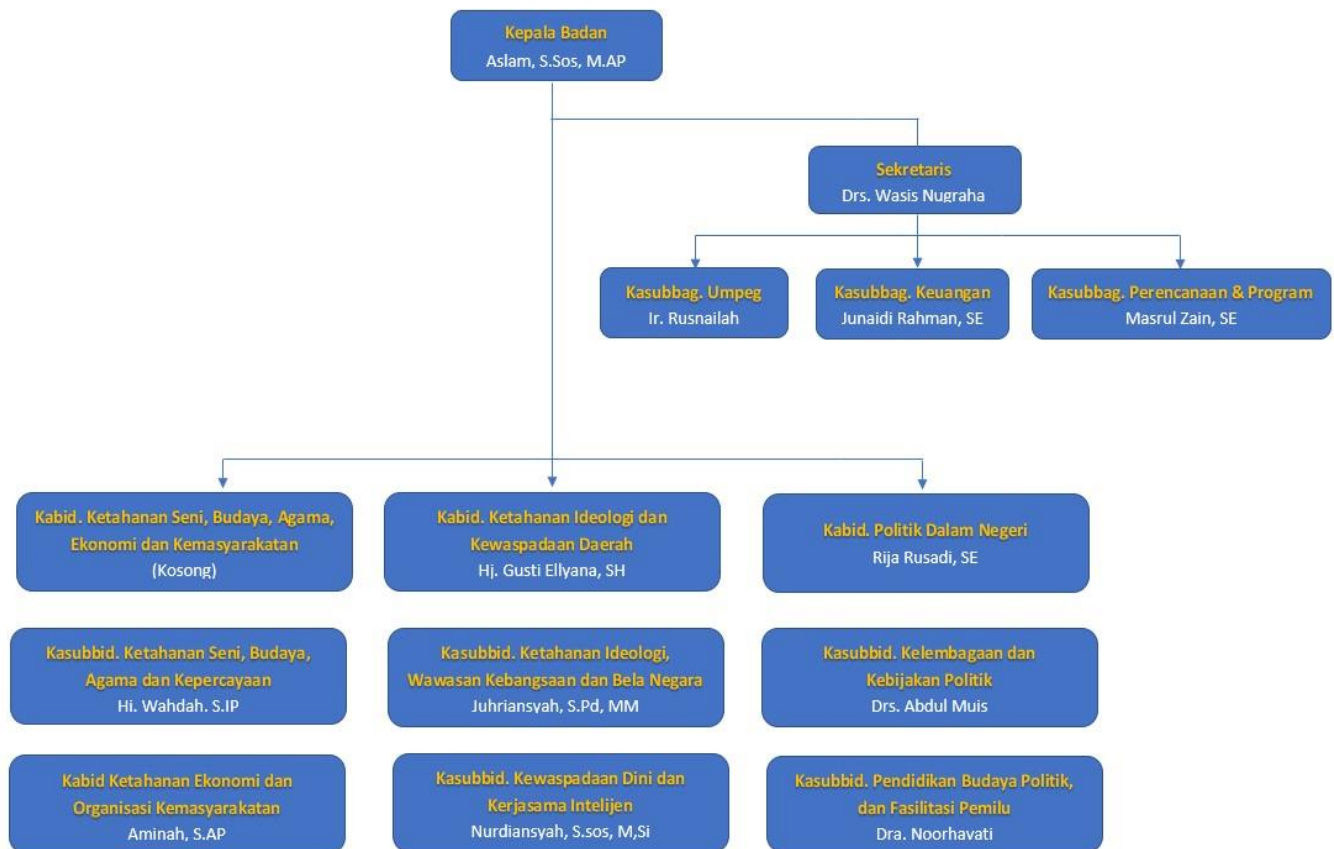 Kepala Badan
Aslam, S.Sos, M.AP
Sekretaris
Drs. Wasis Nugraha
Kasubbag. Umpeg
Ir. Rusnailah
Kasubbag. Keuangan
Junaidi Rahman, SE
Kasubbag. Perencanaan & Program
Masrul Zain, SE
Kabid. Ketahanan Seni, Budaya, Agama,
Ekonomi dan Kemasyarakatan
(Kosong)
Kabid. Ketahanan Ideologi dan
Kewaspadaan Daerah
Hj. Gusti Ellyana, SH
Kabid. Politik Dalam Negeri
Rija Rusadi, SE
Kasubbid. Ketahanan Seni, Budaya,
Agama dan Kepercayaan
Hj. Wahdah. S.IP
Kasubbid. Ketahanan Ideologi,
Wawasan Kebangsaan dan Bela Negara
Juhriansyah, S.Pd, MM
Kasubbid. Kelembagaan dan
Kebijakan Politik
Drs. Abdul Muis
Kabid Ketahanan Ekonomi dan
Organisasi Kemasyarakatan
Aminah, S.AP
Kasubbid. Kewaspadaan Dini dan
Kerjasama Intelijen
Nurdiansyah, S.sos, M,Si
Kasubbid. Pendidikan Budaya Politik,
dan Fasilitasi Pemilu
Dra. Noorhayati